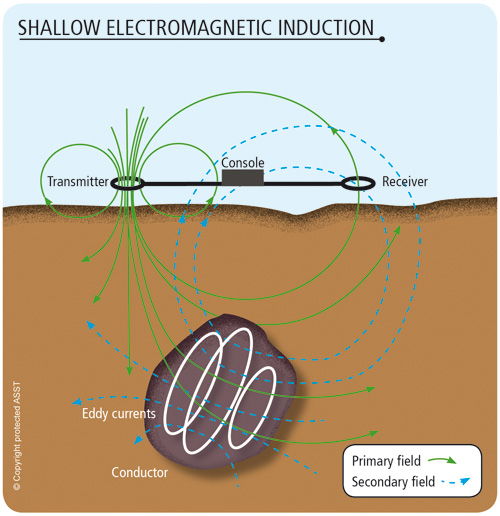 SHALLOW ELECTROMAGNETIC INDUCTION
Console
Transmitter
Receiver
Eddy currents
Conductor
Primary field
Secondary field
© Copyright protected ASST